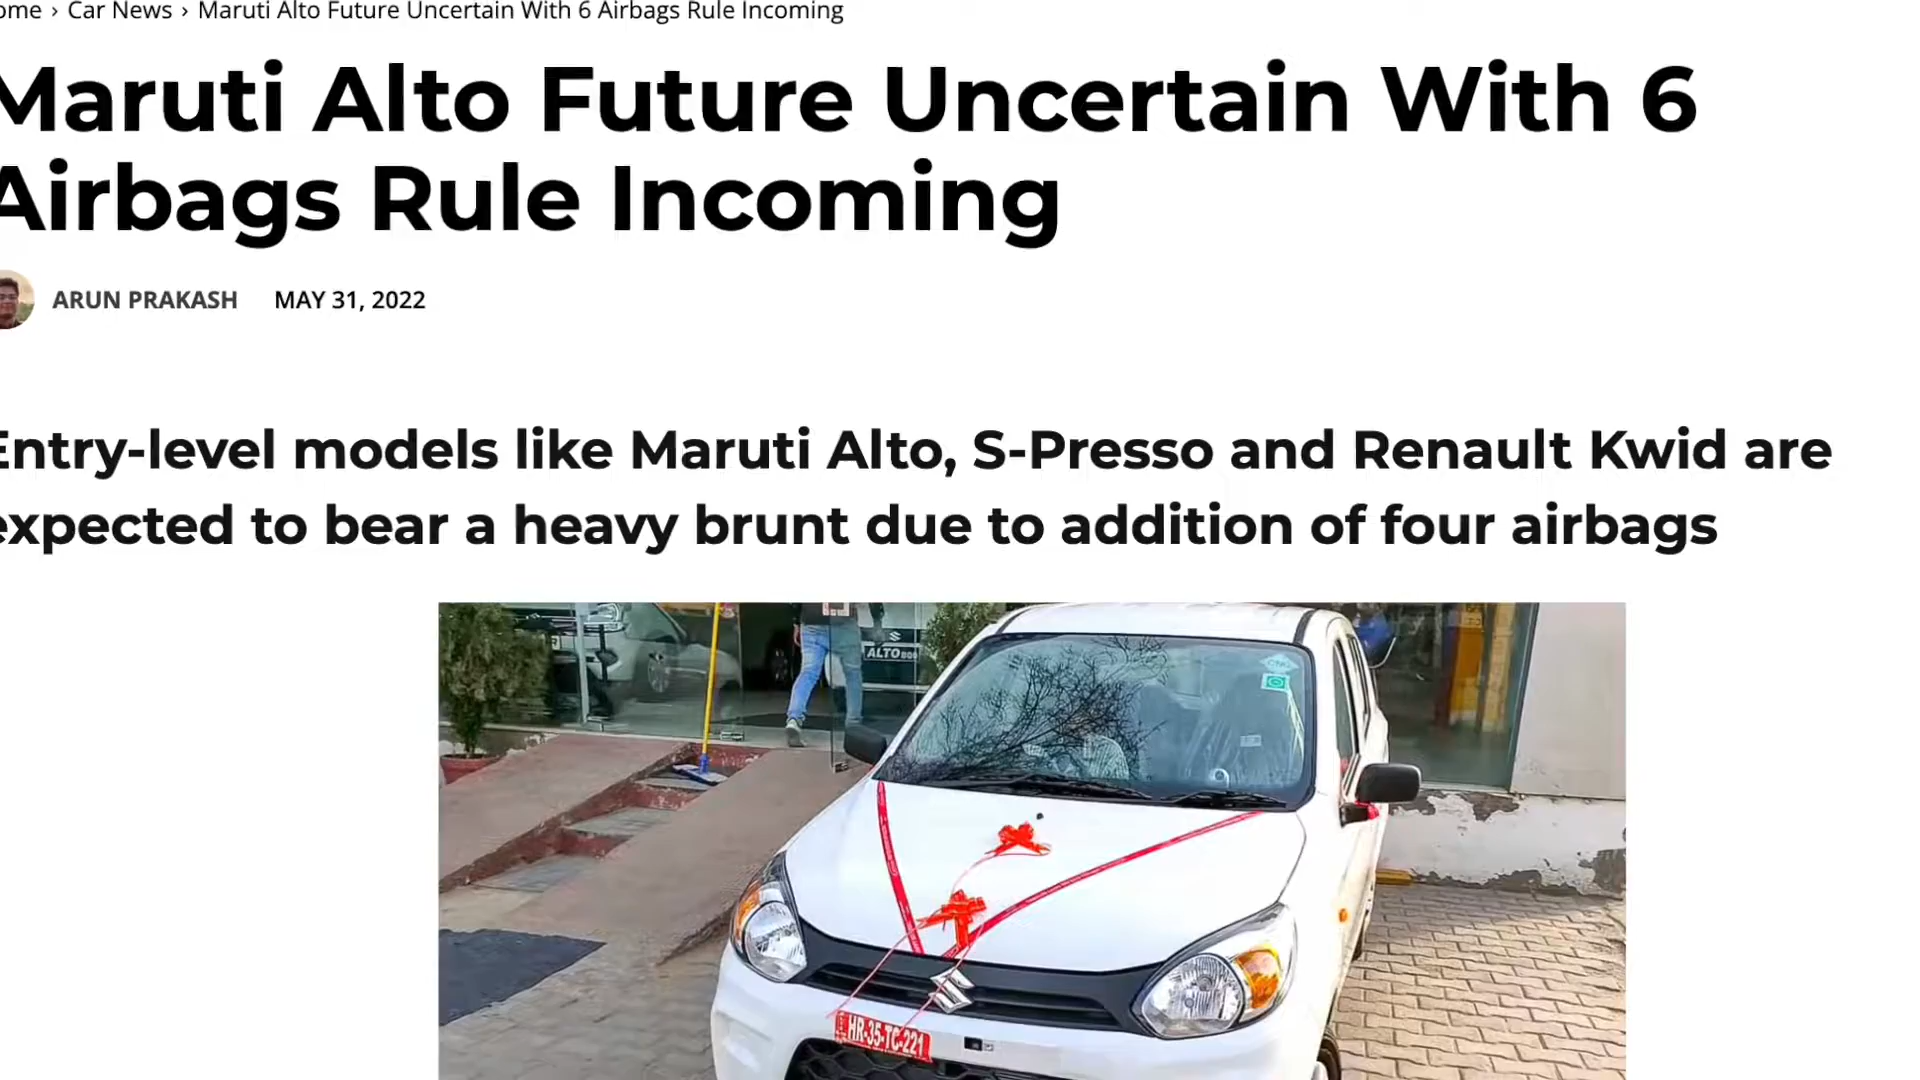 ome › Car News › Maruti Alto Future Uncertain With 6 Airbags Rule Incoming
Maruti Alto Future Uncertain With 6
Airbags Rule Incoming
ARUN PRAKASH MAY 31, 2022
Entry-level models like Maruti Alto, S-Presso and Renault Kwid are
expected to bear a heavy brunt due to addition of four airbags
ALTO 800
CNG
HR-35-TC-221